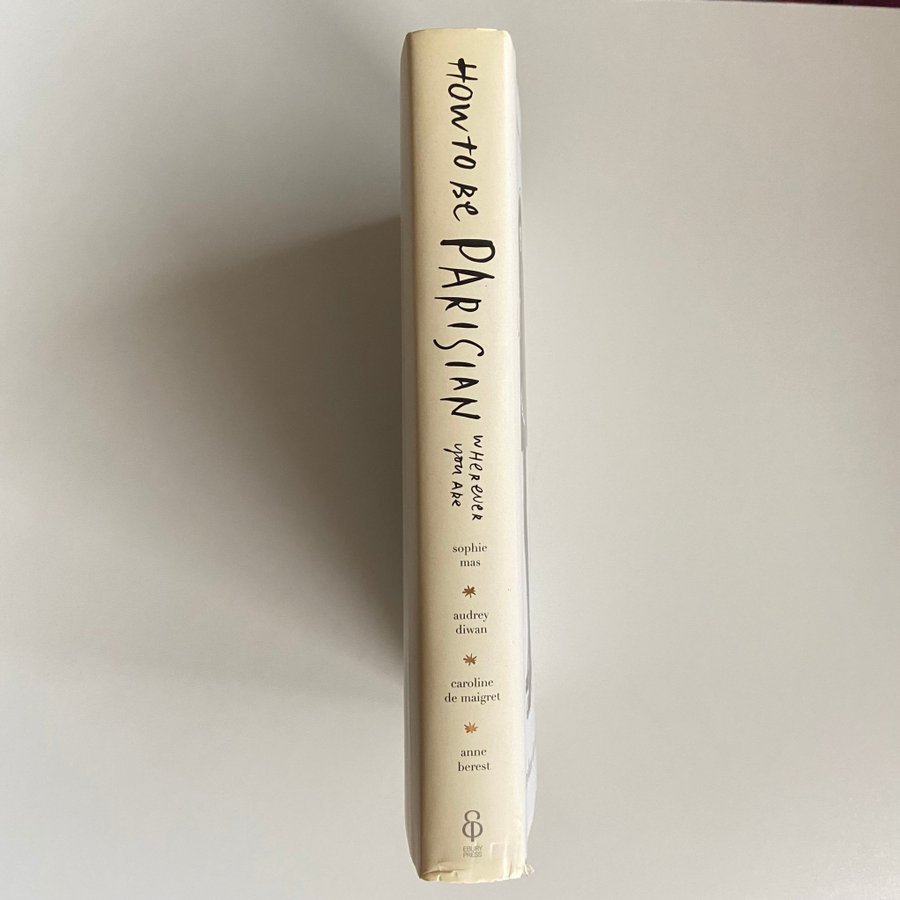 HOW TO BE PARISIAN
WHEREVER
YOU ARE
sophie
mas
audrey
diwan
caroline
de maigret
anne
berest
EBURY
PRESS